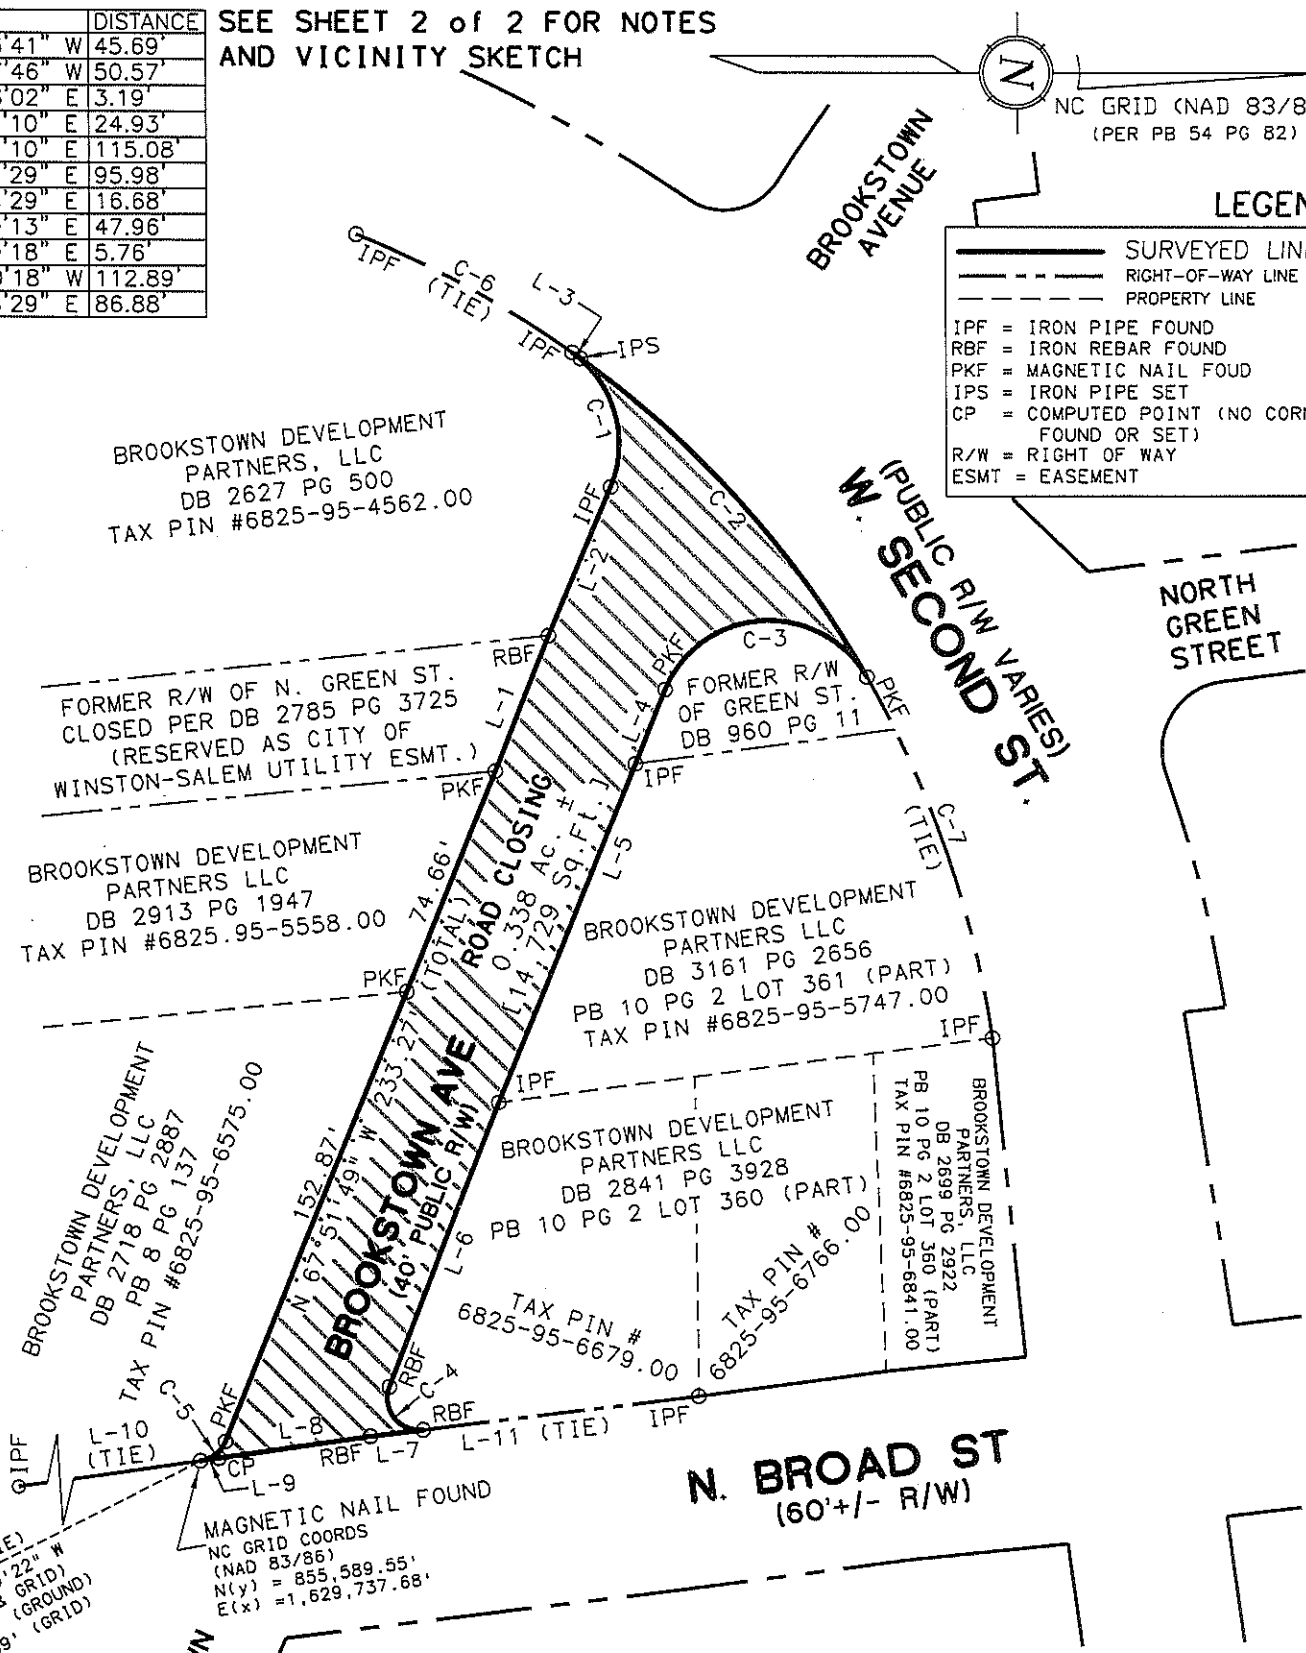 DISTANCE
'41" W 45.69'
'46" W 50.57'
'02" E 3.19'
'10" E 24.93'
'10" E 115.08'
'29" E 95.98'
'29" E 16.68'
'13" E 47.96'
'18" E 5.76'
'18" W 112.89'
'29" E 86.88'
SEE SHEET 2 of 2 FOR NOTES
AND VICINITY SKETCH
N
NC GRID (NAD 83/8
(PER PB 54 PG 82)
BROOKSTOWN
AVENUE
LEGEN
SURVEYED LIN
RIGHT-OF-WAY LINE
PROPERTY LINE
IPF = IRON PIPE FOUND
RBF = IRON REBAR FOUND
PKF = MAGNETIC NAIL FOUD
IPS = IRON PIPE SET
CP = COMPUTED POINT (NO COR
FOUND OR SET)
R/W = RIGHT OF WAY
ESMT = EASEMENT
IPF
C-6
(TIE)
L-3
IPF
IPS
C-1
C-2
IPF
L-2
BROOKSTOWN DEVELOPMENT
PARTNERS, LLC
DB 2627 PG 500
TAX PIN #6825-95-4562.00
(PUBLIC R/W VARIES)
W. SECOND ST.
NORTH
GREEN
STREET
RBF
C-3
PKF
PKF
FORMER R/W OF N. GREEN ST.
CLOSED PER DB 2785 PG 3725
(RESERVED AS CITY OF
WINSTON-SALEM UTILITY ESMT.)
L-1
PKF
L-4
FORMER R/W
OF GREEN ST.
DB 960 PG 11
IPF
C-7
(TIE)
L-5
BROOKSTOWN DEVELOPMENT
PARTNERS LLC
DB 2913 PG 1947
TAX PIN #6825.95-5558.00
74.66'
(TOTAL)
ROAD CLOSING
0.338 Ac. ±
[14,729 Sq.Ft.]
BROOKSTOWN DEVELOPMENT
PARTNERS LLC
DB 3161 PG 2656
PB 10 PG 2 LOT 361 (PART)
TAX PIN #6825-95-5747.00
PKF
IPF
IPF
BROOKSTOWN DEVELOPMENT
PARTNERS, LLC
DB 2718 PG 2887
PB 8 PG 137
TAX PIN #6825-95-6575.00
152.87'
N 67°51'49" W 233.27'
BROOKSTOWN AVE
(40' PUBLIC R/W)
L-6
BROOKSTOWN DEVELOPMENT
PARTNERS LLC
DB 2841 PG 3928
PB 10 PG 2 LOT 360 (PART)
BROOKSTOWN DEVELOPMENT
PARTNERS, LLC
DB 2699 PG 2922
PB 10 PG 2 LOT 360 (PART)
TAX PIN #6825-95-6841.00
TAX PIN #
6825-95-6679.00
TAX PIN #
6825-95-6766.00
RBF
C-4
C-5
PKF
RBF
IPF
L-10
(TIE)
L-8
CP
L-9
RBF
L-7
L-11 (TIE)
IPF
N. BROAD ST
(60'+/- R/W)
MAGNETIC NAIL FOUND
NC GRID COORDS
(NAD 83/86)
N(y) = 855,589.55'
E(x) =1,629,737.68'
IE)
'22" W
GRID)
(GROUND)
9' (GRID)
WN